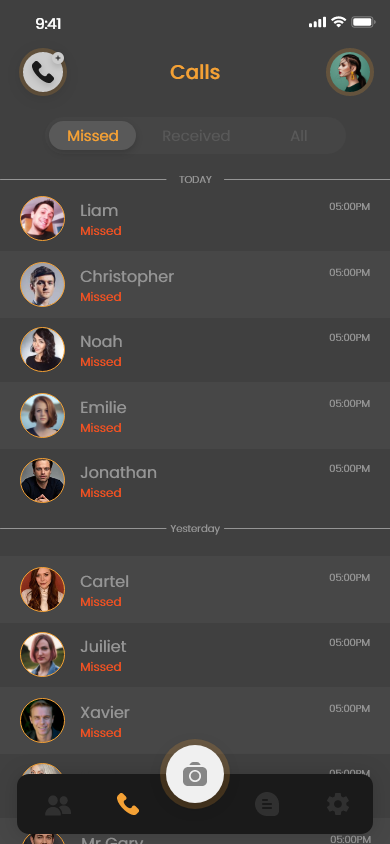 9:41
Calls
Missed Received All
TODAY
Liam 05:00PM
Missed
Christopher 05:00PM
Missed
Noah 05:00PM
Missed
Emilie 05:00PM
Missed
Jonathan 05:00PM
Missed
Yesterday
Cartel 05:00PM
Missed
Juiliet 05:00PM
Missed
Xavier 05:00PM
Missed
05:00PM
Mr Gary 05:00PM